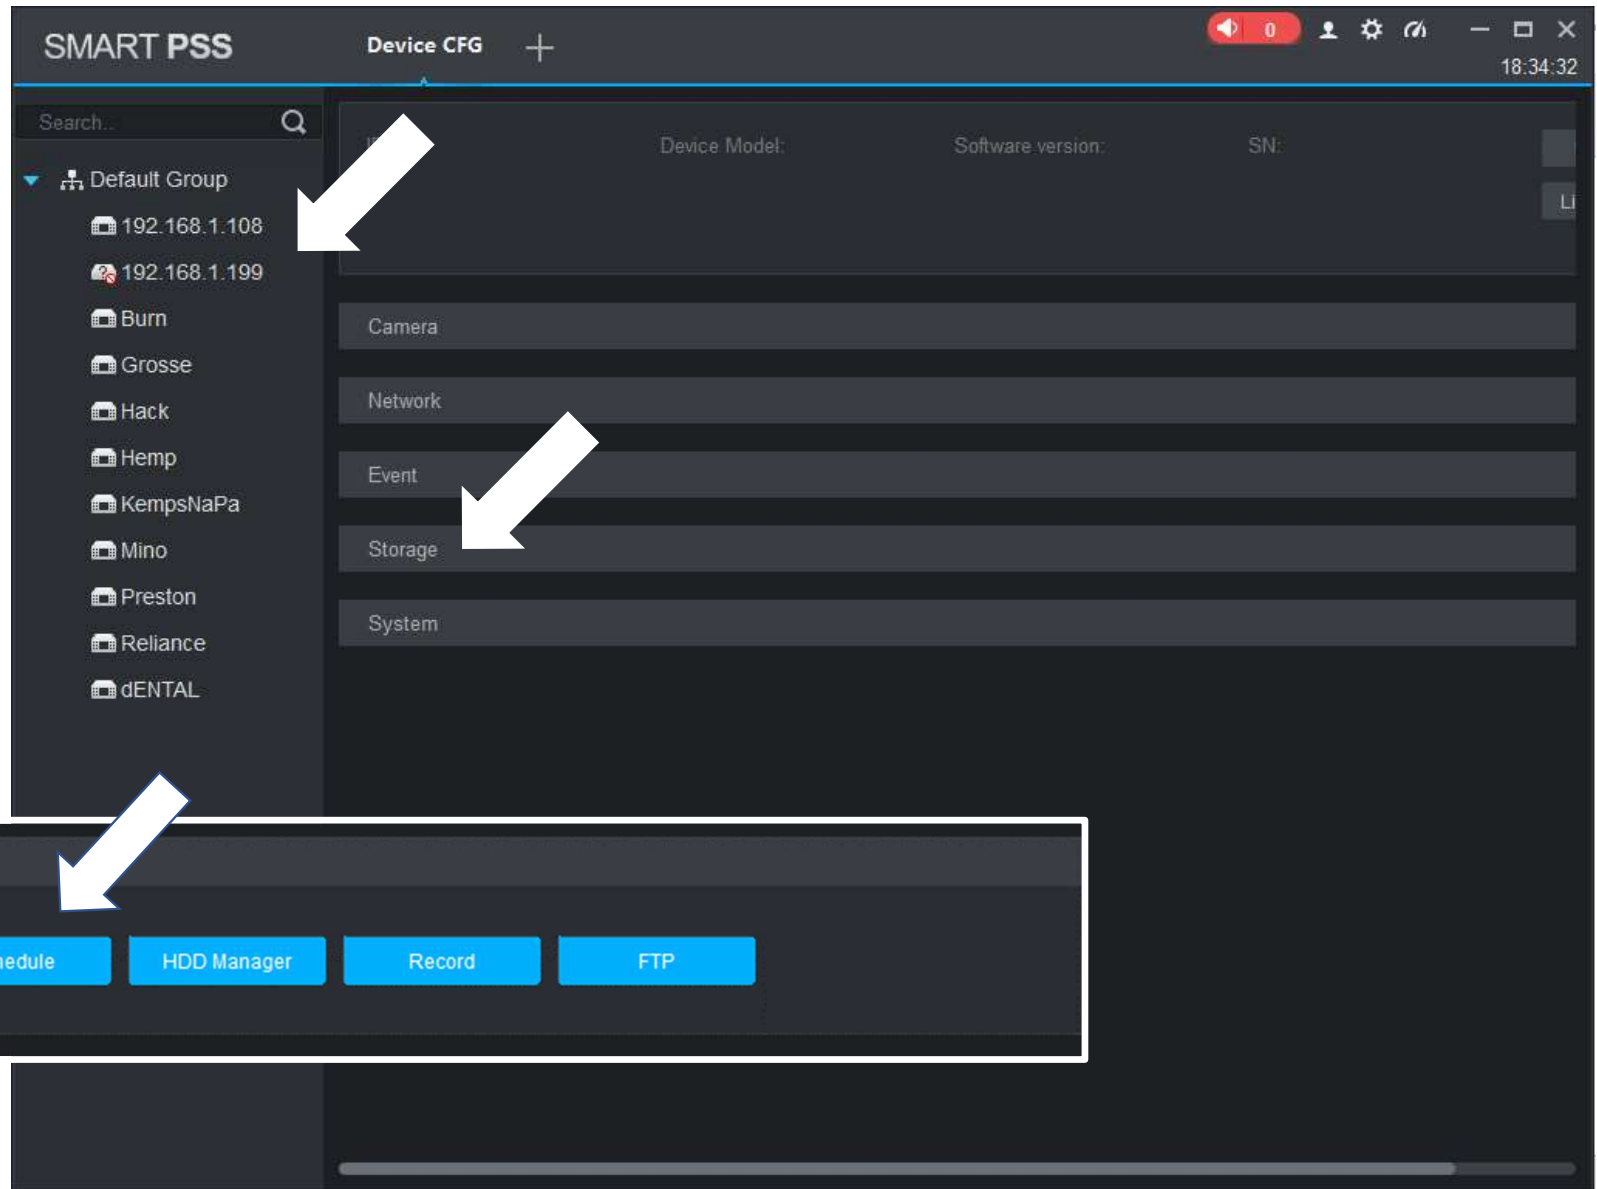 SMART PSS
Device CFG
0
18:34:32
Search..
Device Model:
Software version:
SN:
Default Group
192.168.1.108
192.168.1.199
Burn
Grosse
Hack
Hemp
KempsNaPa
Mino
Preston
Reliance
dENTAL
Camera
Network
Event
Storage
System
HDD Manager
Record
FTP